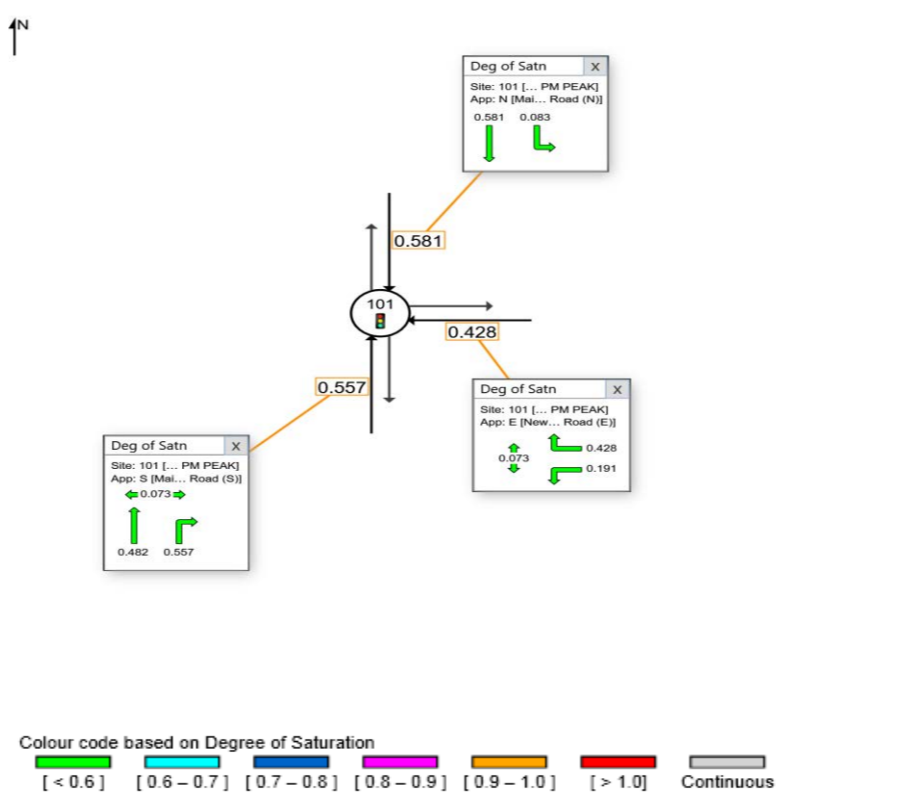 N
Deg of Satn X
Site: 101 [... PM PEAK]
App: N [Mai... Road (N)]
0.581 0.083
0.581
101
0.428
0.557
Deg of Satn X
Site: 101 [... PM PEAK]
App: E [New... Road (E)]
0.428
0.073
0.191
Deg of Satn X
Site: 101 [... PM PEAK]
App: S [Mai... Road (S)]
0.073
0.482 0.557
Colour code based on Degree of Saturation
[ < 0.6 ] [ 0.6 – 0.7 ] [ 0.7 – 0.8 ] [ 0.8 – 0.9 ] [ 0.9 – 1.0 ] [ > 1.0] Continuous